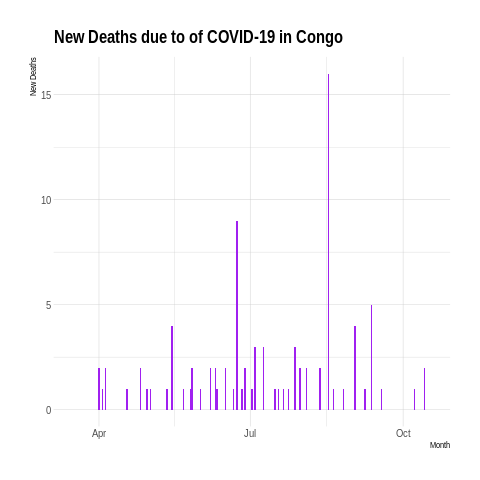 New Deaths due to of COVID-19 in Congo
New Deaths
15
10
5
0
Apr Jul Oct
Month